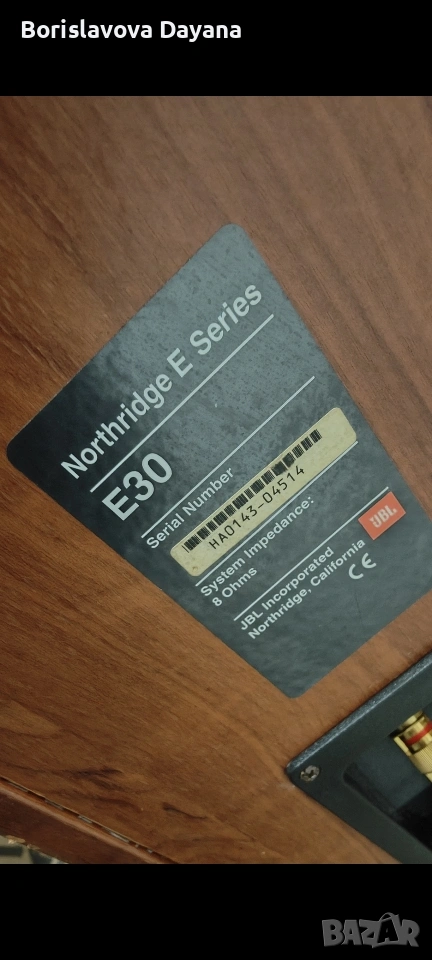 Borislavova Dayana
Northridge E Series
E30
Serial Number
HA0143-04514
System Impedance:
8 Ohms
JBL Incorporated
Northridge, California
CE
JBL
BAZAR